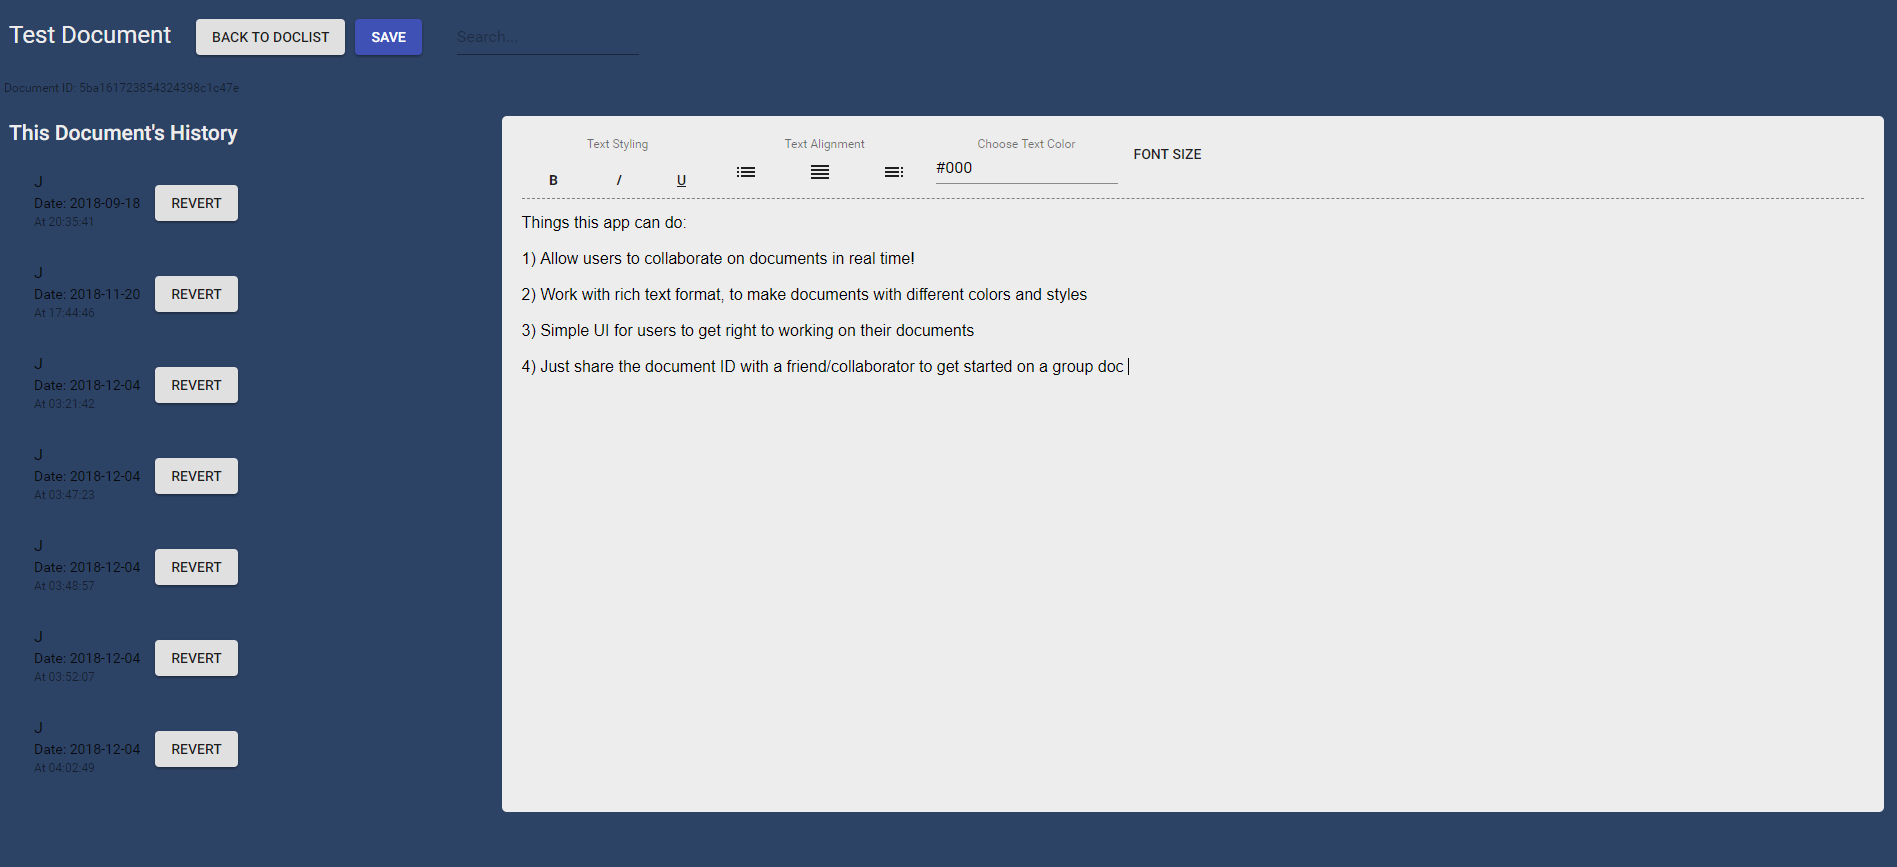 Test Document
BACK TO DOCLIST
SAVE
Search...
Document ID: 5ba161723854324398c1c47e
This Document's History
J
Date: 2018-09-18
At 20:35:41
REVERT
J
Date: 2018-11-20
At 17:44:46
REVERT
J
Date: 2018-12-04
At 03:21:42
REVERT
J
Date: 2018-12-04
At 03:47:23
REVERT
J
Date: 2018-12-04
At 03:48:57
REVERT
J
Date: 2018-12-04
At 03:52:07
REVERT
J
Date: 2018-12-04
At 04:02:49
REVERT
Text Styling
B
I
U
Text Alignment
Choose Text Color
#000
FONT SIZE
Things this app can do:
1) Allow users to collaborate on documents in real time!
2) Work with rich text format, to make documents with different colors and styles
3) Simple UI for users to get right to working on their documents
4) Just share the document ID with a friend/collaborator to get started on a group doc